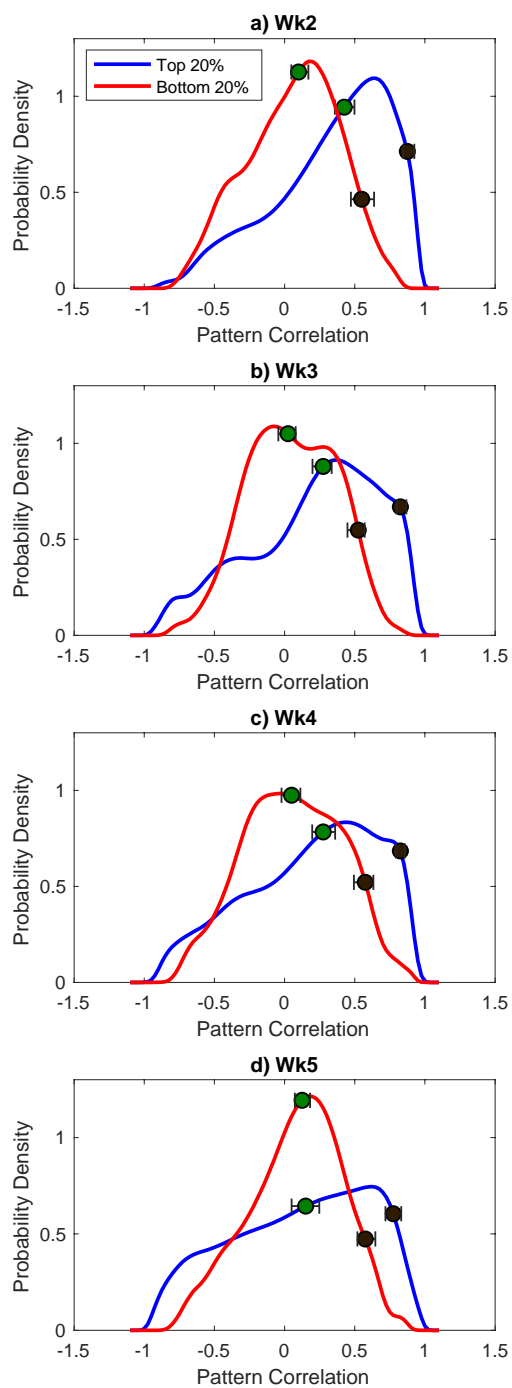 a) Wk2
Top 20%
Bottom 20%
Probability Density
1
0.5
0
-1.5 -1 -0.5 0 0.5 1 1.5
Pattern Correlation
b) Wk3
Probability Density
1
0.5
0
-1.5 -1 -0.5 0 0.5 1 1.5
Pattern Correlation
c) Wk4
Probability Density
1
0.5
0
-1.5 -1 -0.5 0 0.5 1 1.5
Pattern Correlation
d) Wk5
Probability Density
1
0.5
0
-1.5 -1 -0.5 0 0.5 1 1.5
Pattern Correlation